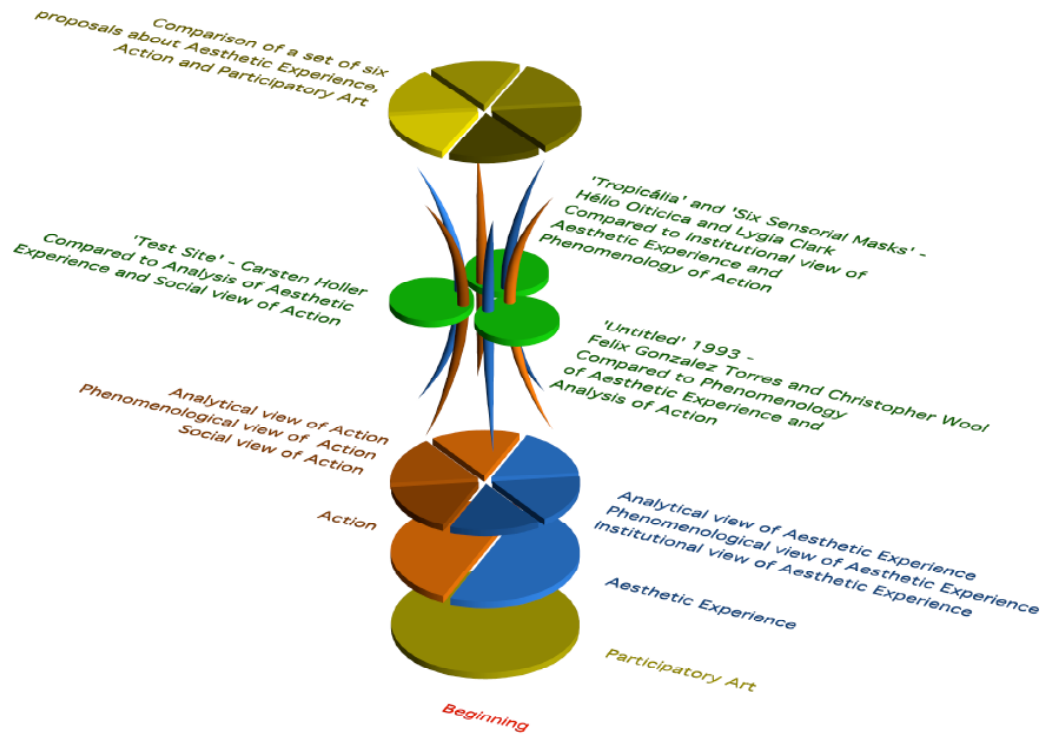 Comparison of a set of six
proposals about Aesthetic Experience,
Action and Participatory Art
'Tropicália' and 'Six Sensorial Masks' -
Hélio Oiticica and Lygia Clark
Compared to Institutional view of
Aesthetic Experience and
Phenomenology of Action
'Test Site' - Carsten Holler
Compared to Analysis of Aesthetic
Experience and Social view of Action
'Untitled' 1993 -
Felix Gonzalez Torres and Christopher Wool
Compared to Phenomenology
of Aesthetic Experience and
Analysis of Action
Analytical view of Action
Phenomenological view of Action
Social view of Action
Analytical view of Aesthetic Experience
Phenomenological view of Aesthetic Experience
Institutional view of Aesthetic Experience
Action
Aesthetic Experience
Participatory Art
Beginning